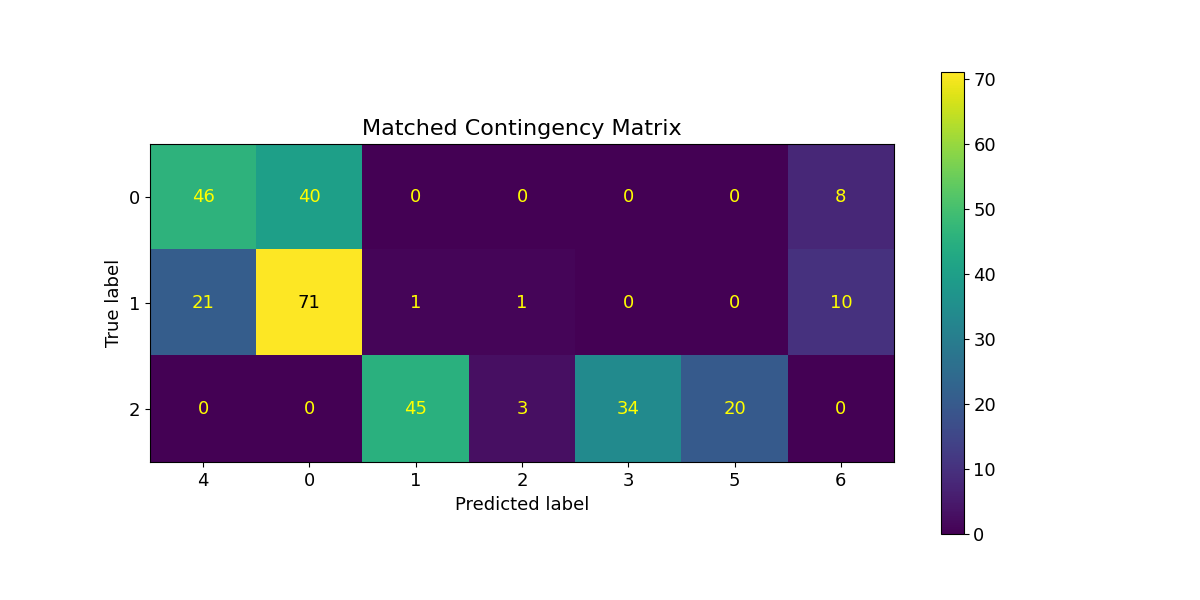 Matched Contingency Matrix
True label
0 46 40 0 0 0 0 8
1 21 71 1 1 0 0 10
2 0 0 45 3 34 20 0
4 0 1 2 3 5 6
Predicted label
70
60
50
40
30
20
10
0